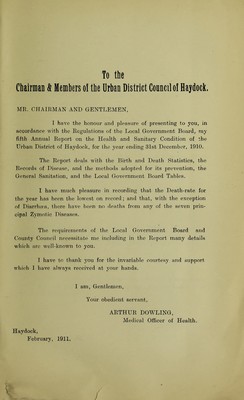 To the
Chairman & Members of the Urban District Council of Haydock.
MR. CHAIRMAN AND GENTLEMEN,
I have the honour and pleasure of presenting to you, in
accordance with the Regulations of the Local Government Board, my
fifth Annual Report on the Health and Sanitary Condition of the
Urban District of Haydock, for the year ending 31st December, 1910.
The Report deals with the Birth and Death Statistics, the
Records of Disease, and the methods adopted for its prevention, the
General Sanitation, and the Local Government Board Tables.
I have much pleasure in recording that the Death-rate for
the year has been the lowest on record; and that, with the exception
of Diarrhœa, there have been no deaths from any of the seven prin-
cipal Zymotic Diseases.
The requirements of the Local Government Board and
County Council necessitate me including in the Report many details
which are well-known to you.
I have to thank you for the invariable courtesy and support
which I have always received at your hands.
I am, Gentlemen,
Your obedient servant,
ARTHUR DOWLING,
Medical Officer of Health.
Haydock,
February, 1911.